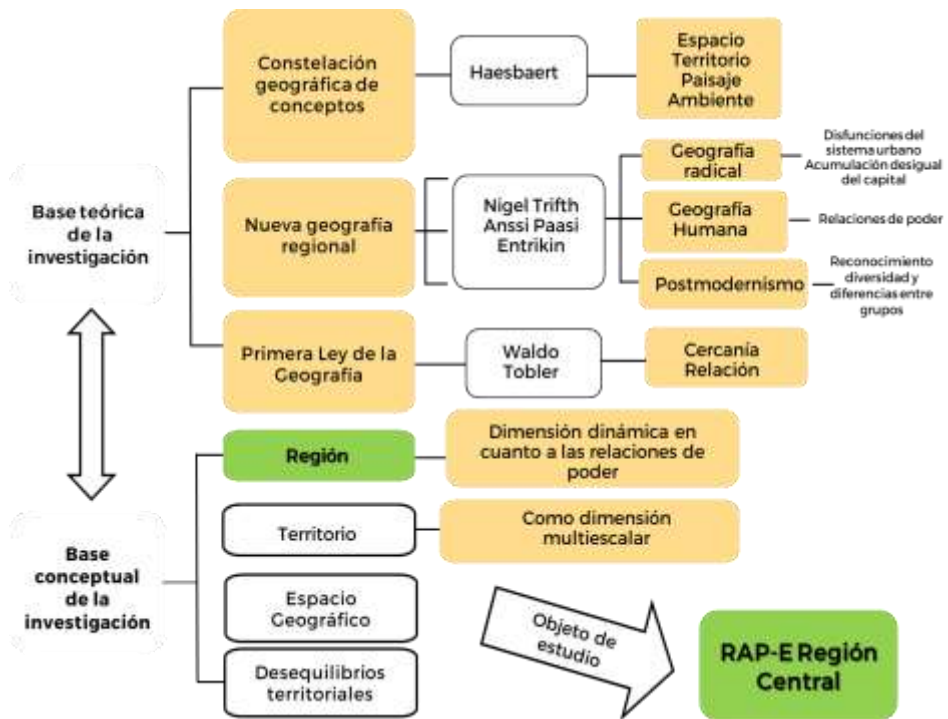 Base teórica
de la
investigación
Constelación
geográfica de
conceptos
Haesbaert
Espacio
Territorio
Paisaje
Ambiente
Nueva geografía
regional
Nigel Trifth
Anssi Paasi
Entrikin
Geografía
radical
Disfunciones del
sistema urbano
Acumulación desigual
del capital
Geografía
Humana
Relaciones de poder
Postmodernismo
Reconocimiento
diversidad y
diferencias entre
grupos
Primera Ley de la
Geografía
Waldo
Tobler
Cercanía
Relación
Base
conceptual
de la
investigación
Región
Dimensión dinámica en
cuanto a las relaciones de
poder
Territorio
Como dimensión
multiescalar
Espacio
Geográfico
Desequilibrios
territoriales
Objeto de
estudio
RAP-E Región
Central